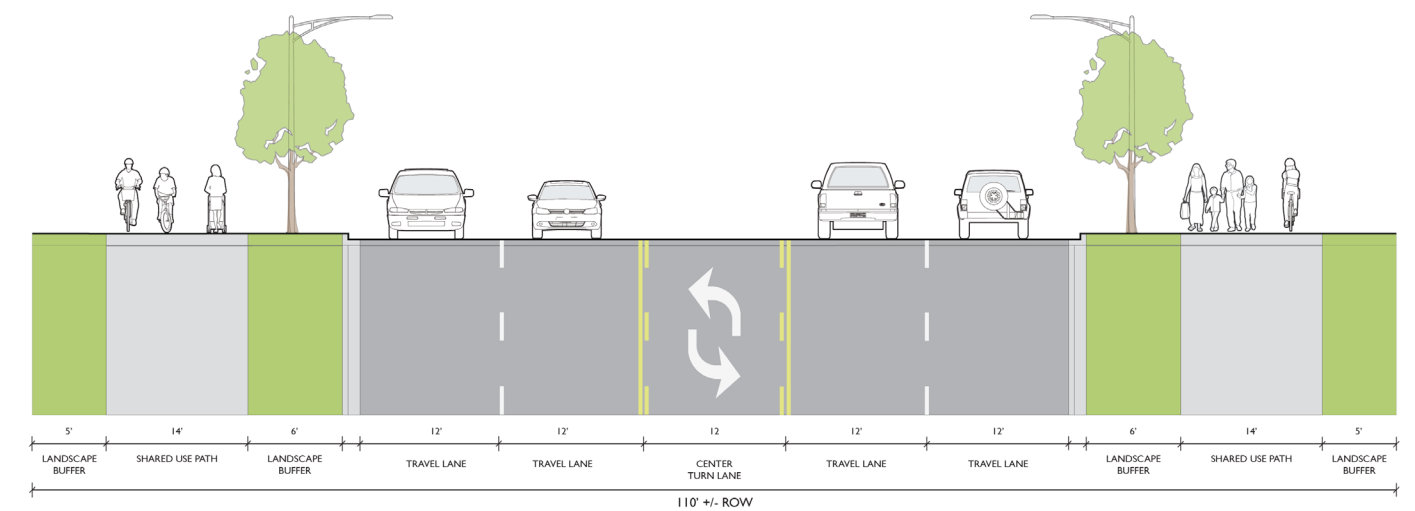 5' 14' 6' 12' 12' 12 12' 12' 6' 14' 5'
LANDSCAPE BUFFER
SHARED USE PATH
LANDSCAPE BUFFER
TRAVEL LANE
TRAVEL LANE
CENTER TURN LANE
TRAVEL LANE
TRAVEL LANE
LANDSCAPE BUFFER
SHARED USE PATH
LANDSCAPE BUFFER
110' +/- ROW